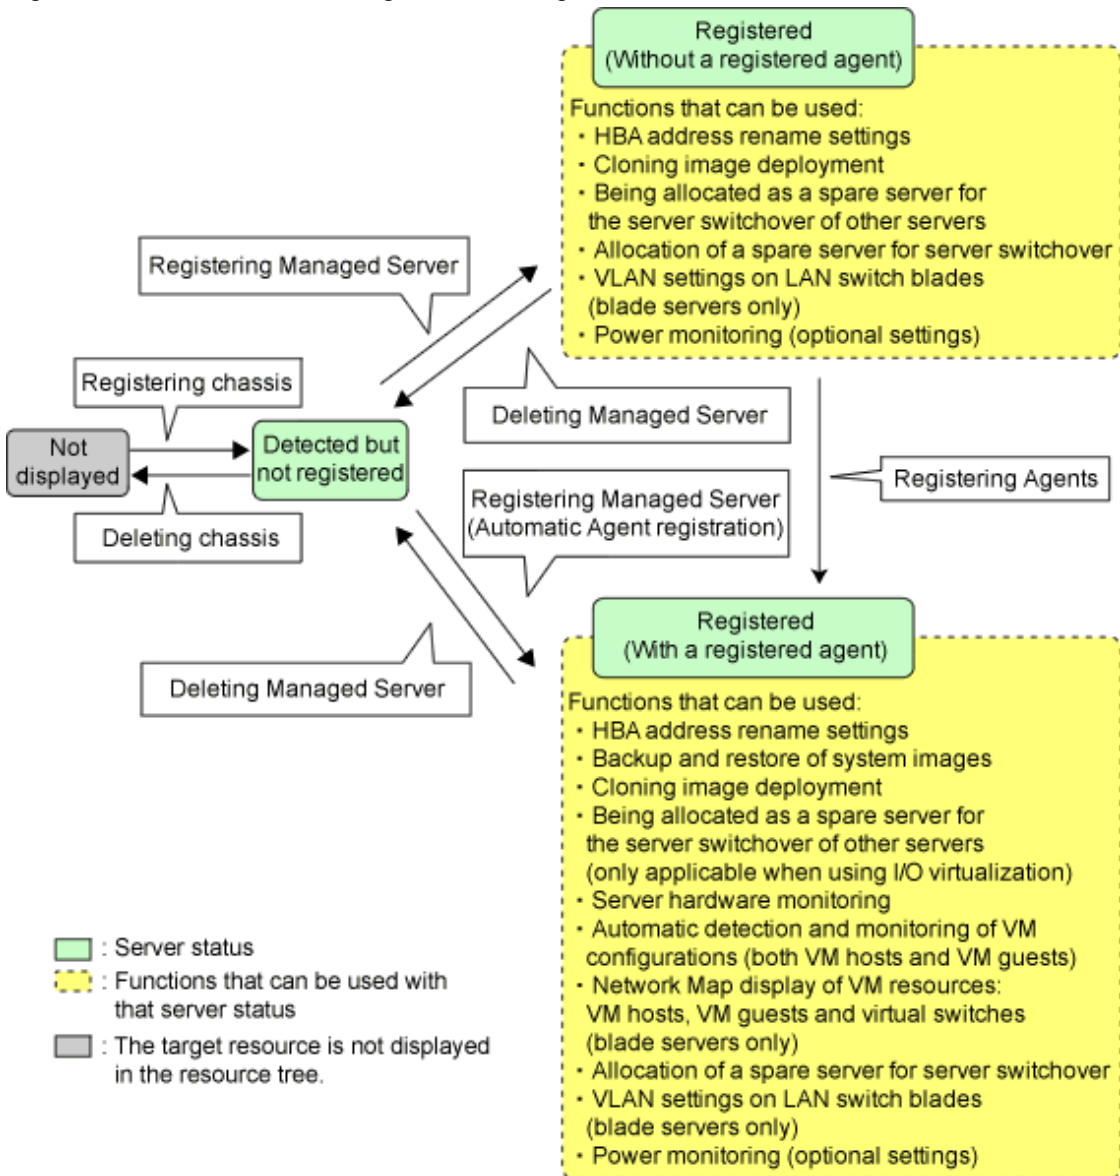 Registered
(Without a registered agent)
Functions that can be used:
・HBA address rename settings
・Cloning image deployment
・Being allocated as a spare server for
the server switchover of other servers
・Allocation of a spare server for server switchover
・VLAN settings on LAN switch blades
(blade servers only)
・Power monitoring (optional settings)
Registering Managed Server
Registering chassis
Deleting Managed Server
Not
displayed
Detected but
not registered
Registering Agents
Registering Managed Server
(Automatic Agent registration)
Deleting chassis
Registered
(With a registered agent)
Deleting Managed Server
Functions that can be used:
・HBA address rename settings
・Backup and restore of system images
・Cloning image deployment
・Being allocated as a spare server for
the server switchover of other servers
(only applicable when using I/O virtualization)
・Server hardware monitoring
・Automatic detection and monitoring of VM
configurations (both VM hosts and VM guests)
・Network Map display of VM resources:
VM hosts, VM guests and virtual switches
(blade servers only)
・Allocation of a spare server for server switchover
・VLAN settings on LAN switch blades
(blade servers only)
・Power monitoring (optional settings)
: Server status
: Functions that can be used with
that server status
: The target resource is not displayed
in the resource tree.